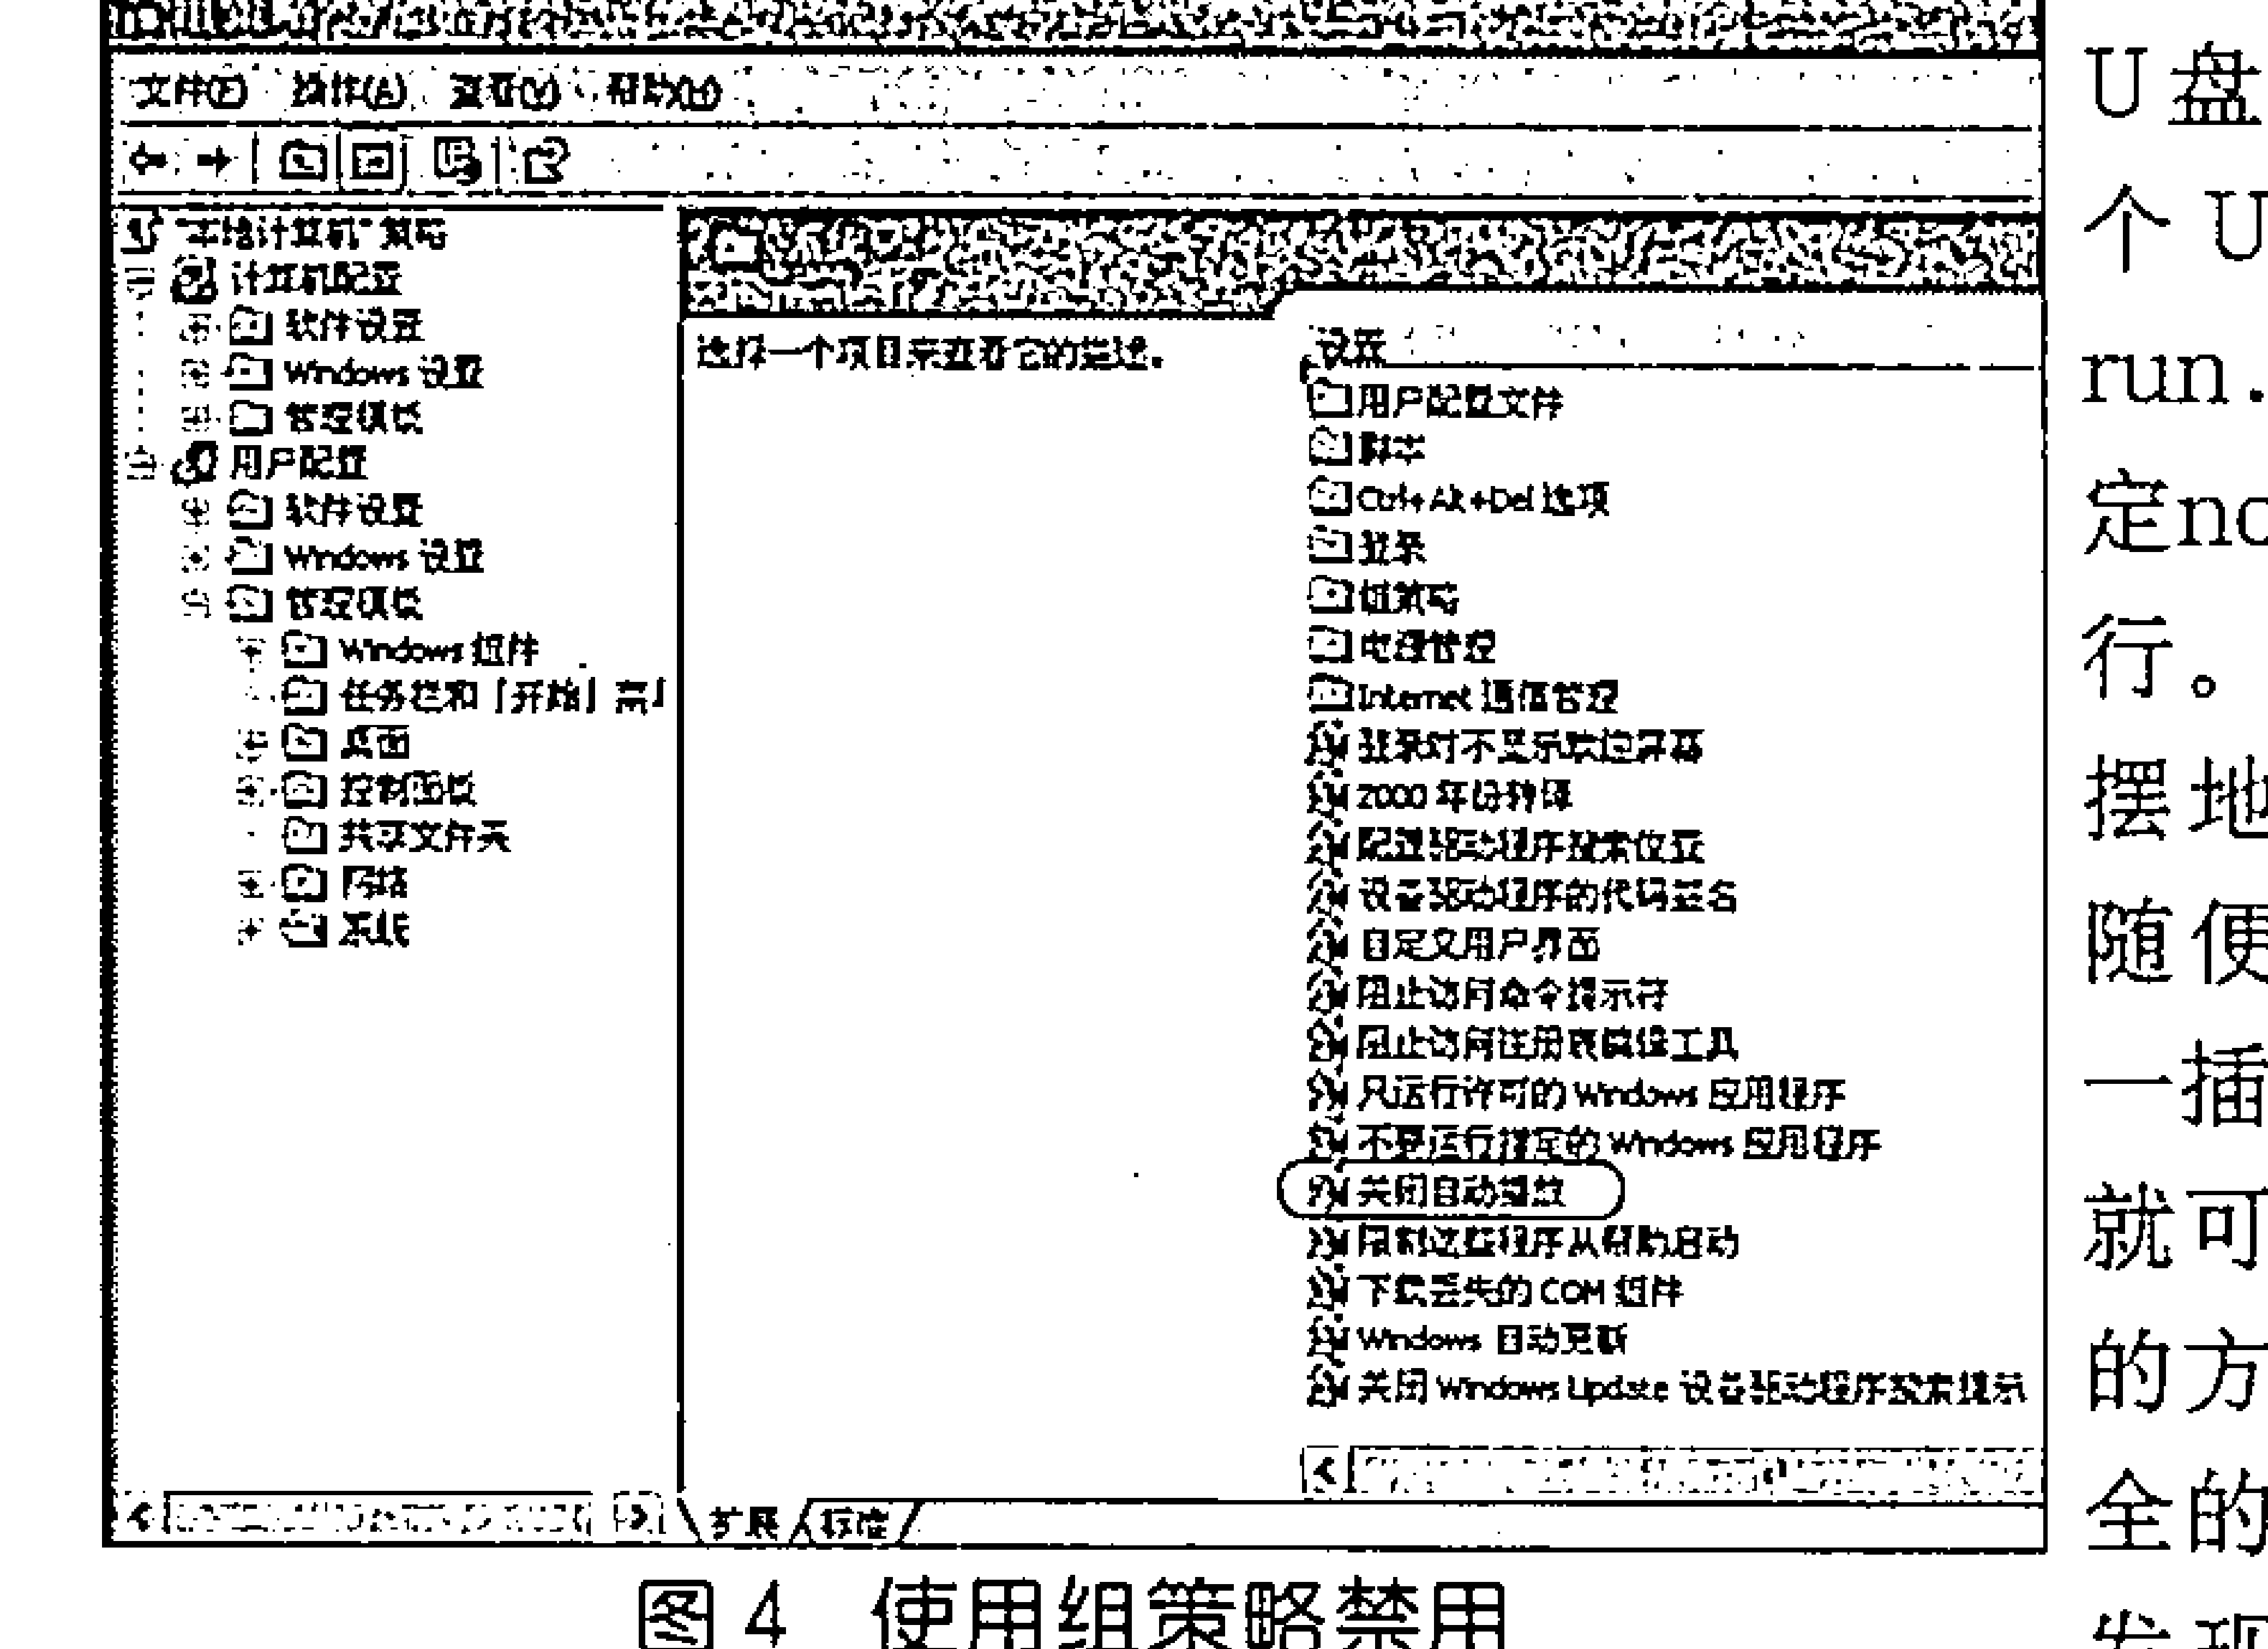 文件(F) 操作(A) 查看(V) 帮助(H)
"本地计算机"策略
计算机配置
软件设置
Windows 设置
管理模板
用户配置
软件设置
Windows 设置
管理模板
Windows 组件
任务栏和「开始」菜
桌面
控制面板
共享文件夹
网络
系统
选择一个项目来查看它的描述。
设置
用户配置文件
脚本
Ctrl+Alt+Del 选项
登录
组策略
电源管理
Internet 通信管理
登录时不显示欢迎屏幕
2000 年份转译
配置驱动程序搜索位置
设备驱动程序的代码签名
自定义用户界面
阻止访问命令提示符
阻止访问注册表编辑工具
只运行许可的 Windows 应用程序
不要运行指定的 Windows 应用程序
关闭自动播放
限制这些程序从帮助启动
下载丢失的 COM 组件
Windows 自动更新
关闭 Windows Update 设备驱动程序搜索提示
扩展 标准
图 4 使用组策略禁用
U 盘
个 U
run.
定no
行。
摆 地
随 便
一插
就可
的方
全的
发现